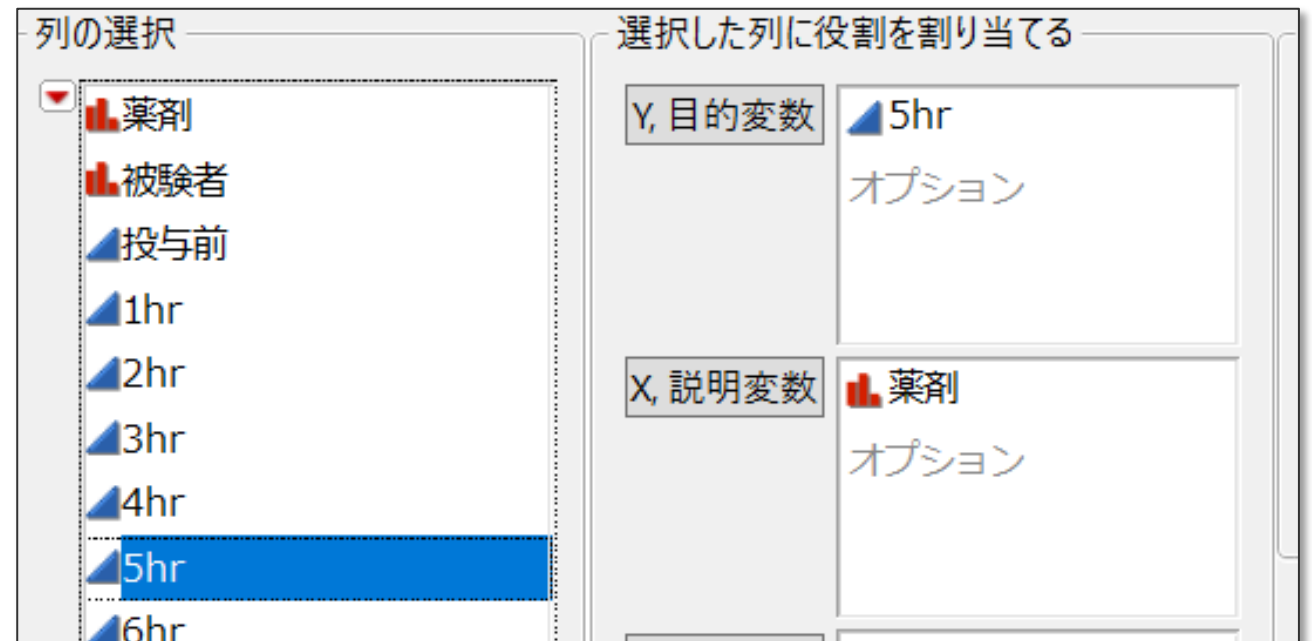 列の選択
薬剤
被験者
投与前
1hr
2hr
3hr
4hr
5hr
6hr
選択した列に役割を割り当てる
Y, 目的変数
5hr
オプション
X, 説明変数
薬剤
オプション